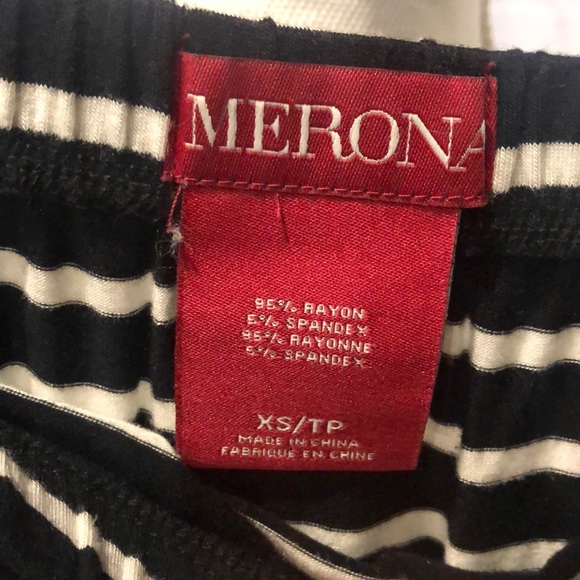 MERONA
95% RAYON
5% SPANDEX
95% RAYONNE
5% SPANDEX
XS/TP
MADE IN CHINA
FABRIQUE EN CHINE